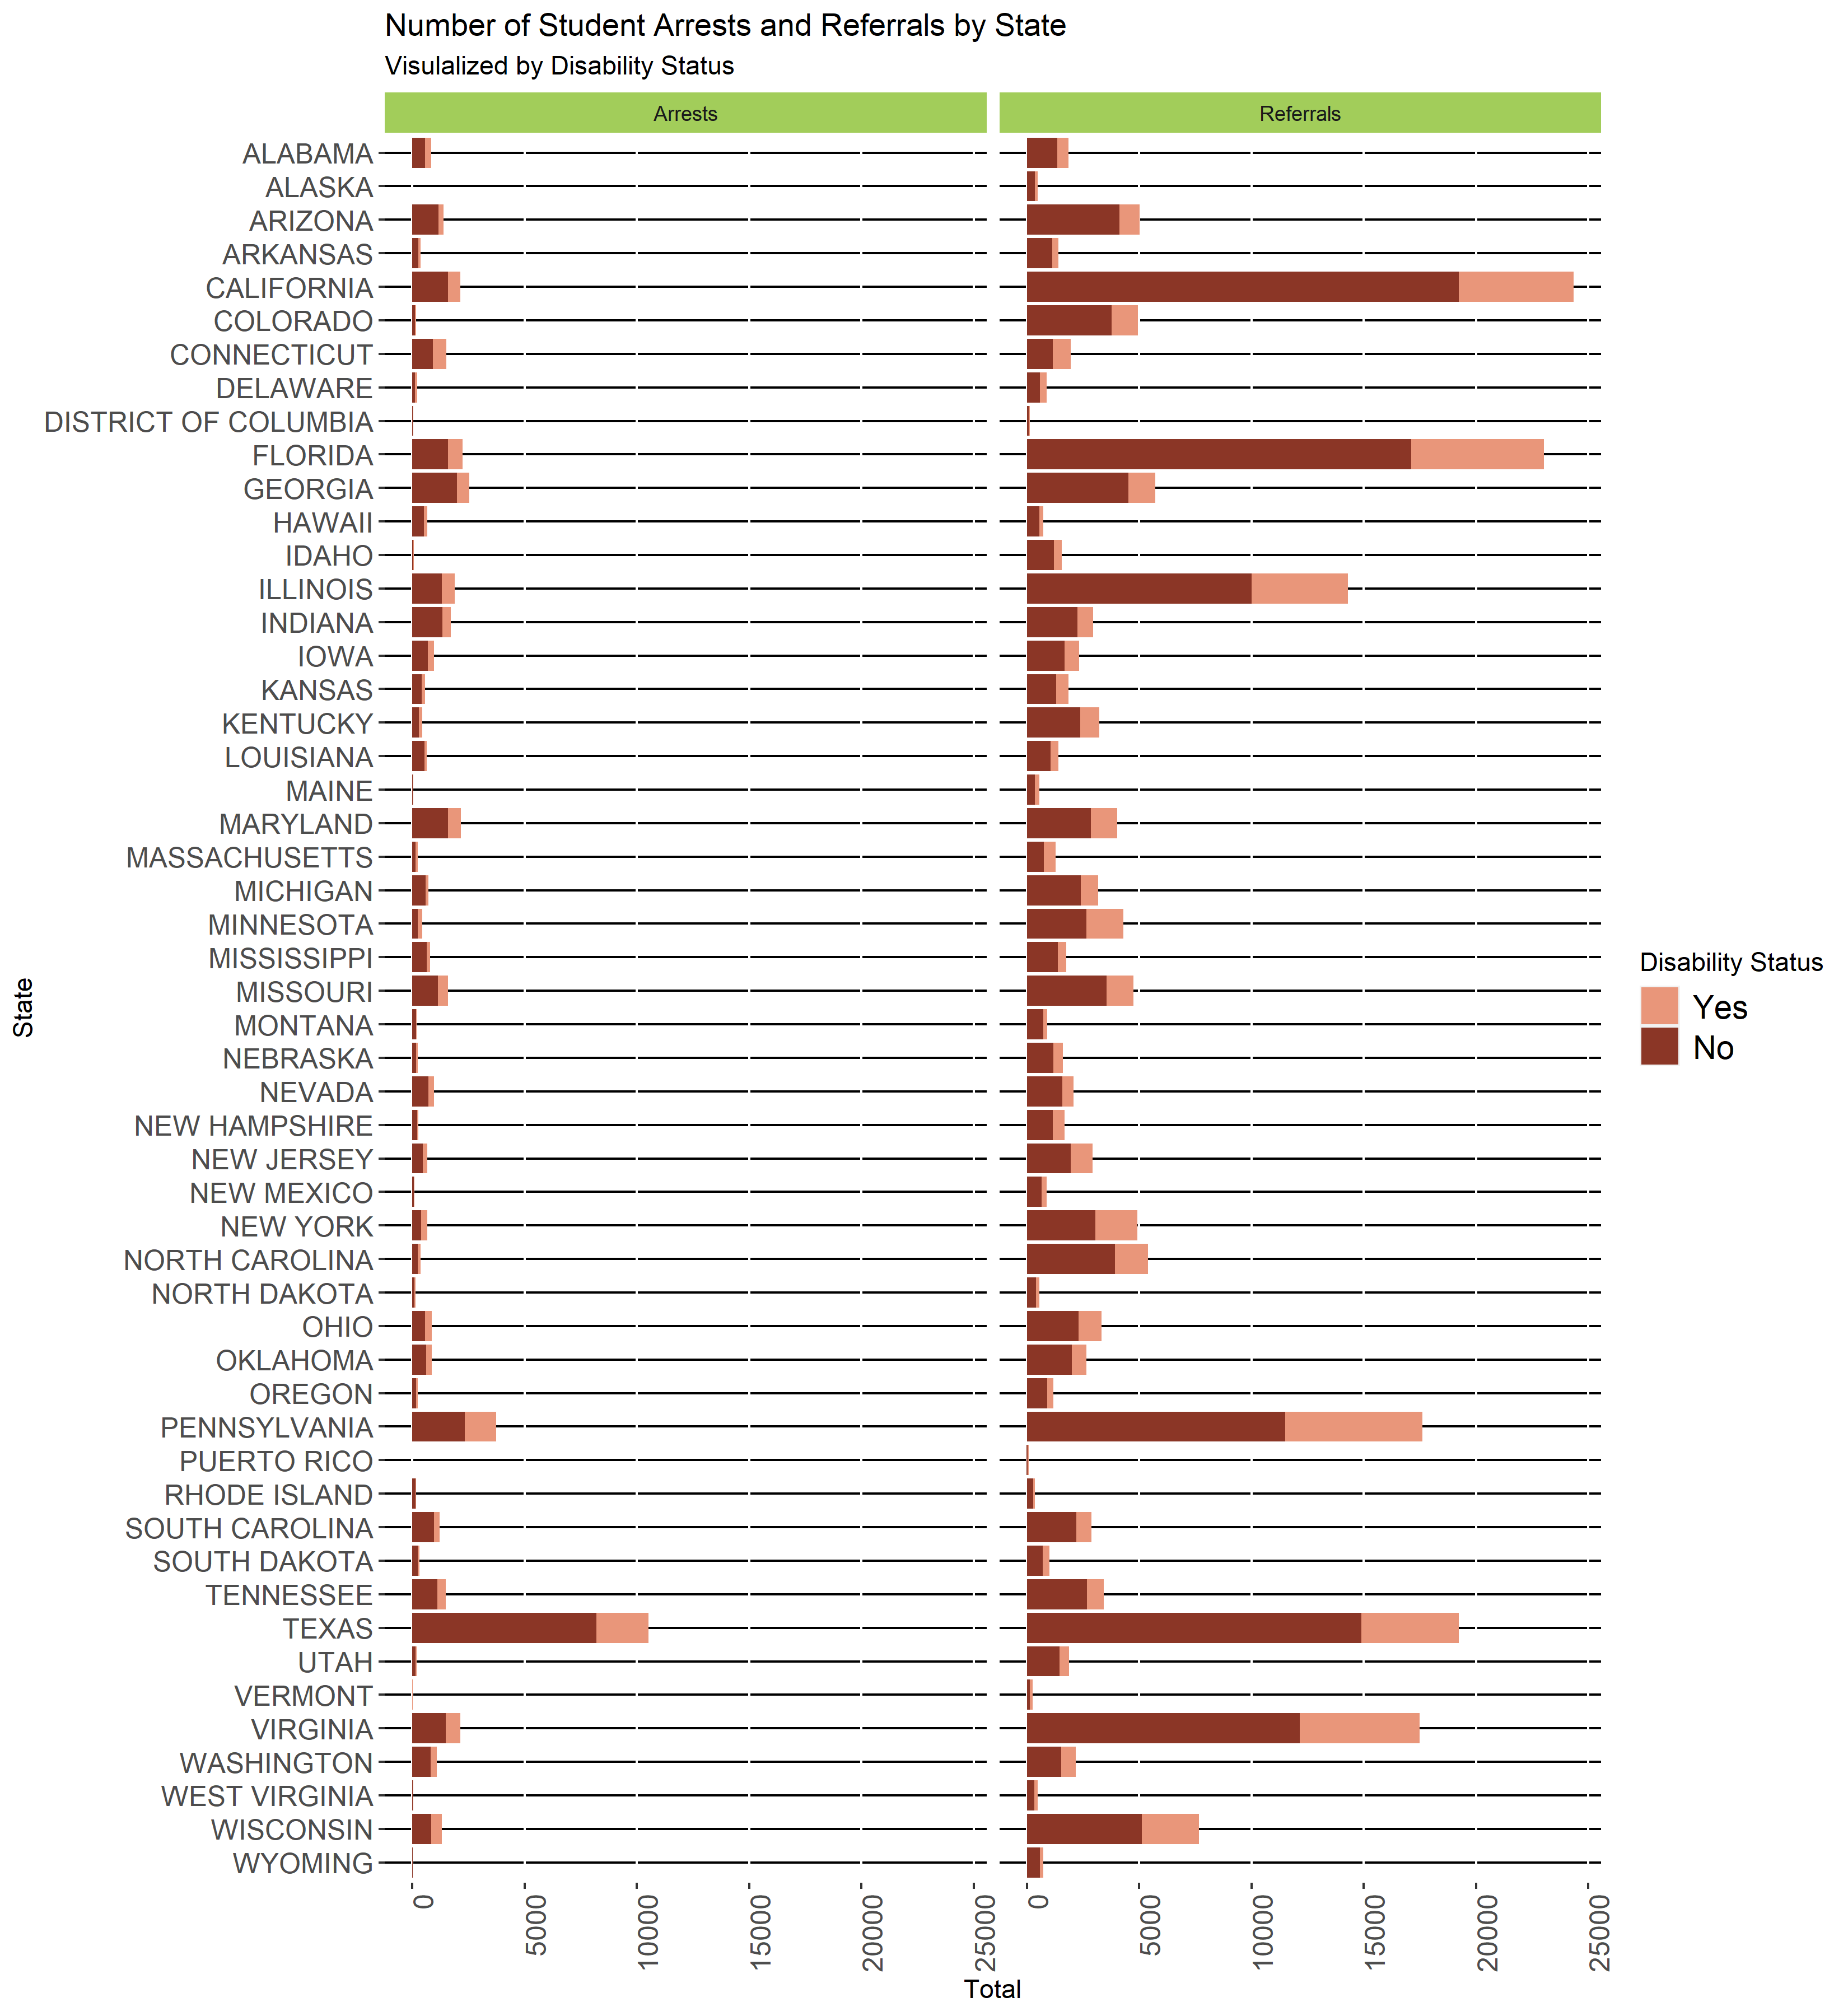 Number of Student Arrests and Referrals by State
Visulalized by Disability Status
Arrests
Referrals
ALABAMA
ALASKA
ARIZONA
ARKANSAS
CALIFORNIA
COLORADO
CONNECTICUT
DELAWARE
DISTRICT OF COLUMBIA
FLORIDA
GEORGIA
HAWAII
IDAHO
ILLINOIS
INDIANA
IOWA
KANSAS
KENTUCKY
LOUISIANA
MAINE
MARYLAND
MASSACHUSETTS
MICHIGAN
MINNESOTA
MISSISSIPPI
MISSOURI
MONTANA
NEBRASKA
NEVADA
NEW HAMPSHIRE
NEW JERSEY
NEW MEXICO
NEW YORK
NORTH CAROLINA
NORTH DAKOTA
OHIO
OKLAHOMA
OREGON
PENNSYLVANIA
PUERTO RICO
RHODE ISLAND
SOUTH CAROLINA
SOUTH DAKOTA
TENNESSEE
TEXAS
UTAH
VERMONT
VIRGINIA
WASHINGTON
WEST VIRGINIA
WISCONSIN
WYOMING
State
0
5000
10000
15000
20000
25000
0
5000
10000
15000
20000
25000
Total
Disability Status
Yes
No